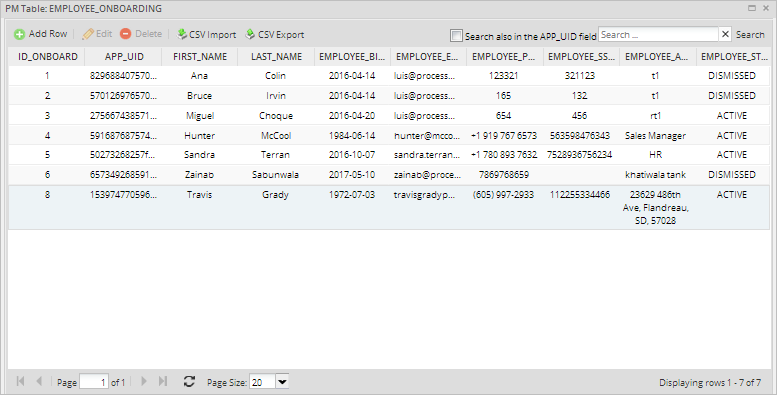 PM Table: EMPLOYEE_ONBOARDING
Add Row Edit Delete CSV Import CSV Export Search also in the APP_UID field Search ... Search
ID_ONBOARD APP_UID FIRST_NAME LAST_NAME EMPLOYEE_BI... EMPLOYEE_E... EMPLOYEE_P... EMPLOYEE_SS... EMPLOYEE_A... EMPLOYEE_ST...
1 829688407570... Ana Colin 2016-04-14 luis@process... 123321 321123 t1 DISMISSED
2 570126976570... Bruce Irvin 2016-04-14 luis@process... 165 132 t1 DISMISSED
3 275667438571... Miguel Choque 2016-04-20 luis@process... 654 456 rt1 ACTIVE
4 591687687574... Hunter McCool 1984-06-14 hunter@mcco... +1 919 767 6573 563598476343 Sales Manager ACTIVE
5 50273268257f... Sandra Terran 2016-10-07 sandra.terran... +1 780 893 7632 7528936756234 HR ACTIVE
6 657349268591... Zainab Sabunwala 2017-05-10 zainab@proce... 7869768659 khatiwala tank DISMISSED
8 153974770596... Travis Grady 1972-07-03 travisgradyp... (605) 997-2933 112255334466 23629 486th ACTIVE
Ave, Flandreau,
SD, 57028
Page 1 of 1 Page Size: 20 Displaying rows 1 - 7 of 7